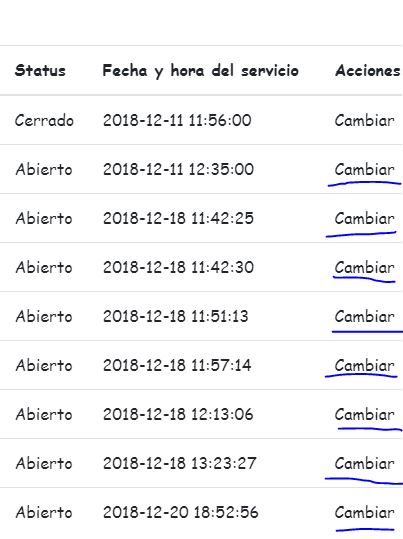 Status Fecha y hora del servicio Acciones
Cerrado 2018-12-11 11:56:00 Cambiar
Abierto 2018-12-11 12:35:00 Cambiar
Abierto 2018-12-18 11:42:25 Cambiar
Abierto 2018-12-18 11:42:30 Cambiar
Abierto 2018-12-18 11:51:13 Cambiar
Abierto 2018-12-18 11:57:14 Cambiar
Abierto 2018-12-18 12:13:06 Cambiar
Abierto 2018-12-18 13:23:27 Cambiar
Abierto 2018-12-20 18:52:56 Cambiar